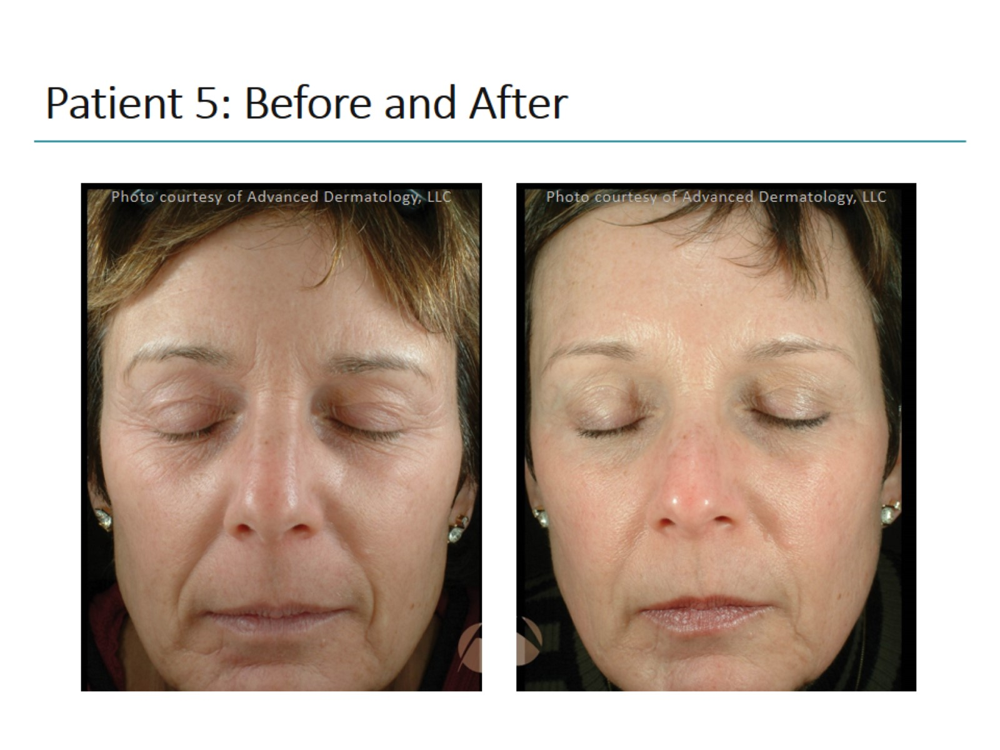 Patient 5: Before and After
Photo courtesy of Advanced Dermatology, LLC
Photo courtesy of Advanced Dermatology, LLC